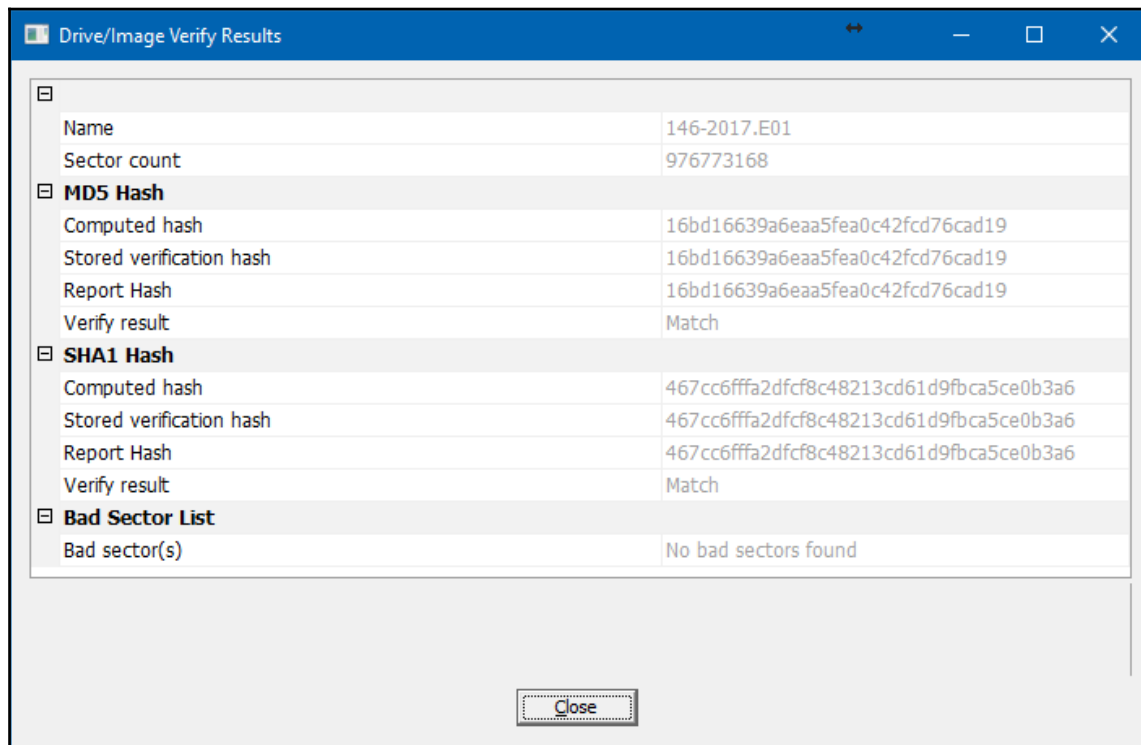 Drive/Image Verify Results
Name 146-2017.E01
Sector count 976773168
MD5 Hash
Computed hash 16bd16639a6eaa5fea0c42fcd76cad19
Stored verification hash 16bd16639a6eaa5fea0c42fcd76cad19
Report Hash 16bd16639a6eaa5fea0c42fcd76cad19
Verify result Match
SHA1 Hash
Computed hash 467cc6fffa2dfcf8c48213cd61d9fbca5ce0b3a6
Stored verification hash 467cc6fffa2dfcf8c48213cd61d9fbca5ce0b3a6
Report Hash 467cc6fffa2dfcf8c48213cd61d9fbca5ce0b3a6
Verify result Match
Bad Sector List
Bad sector(s) No bad sectors found
Close